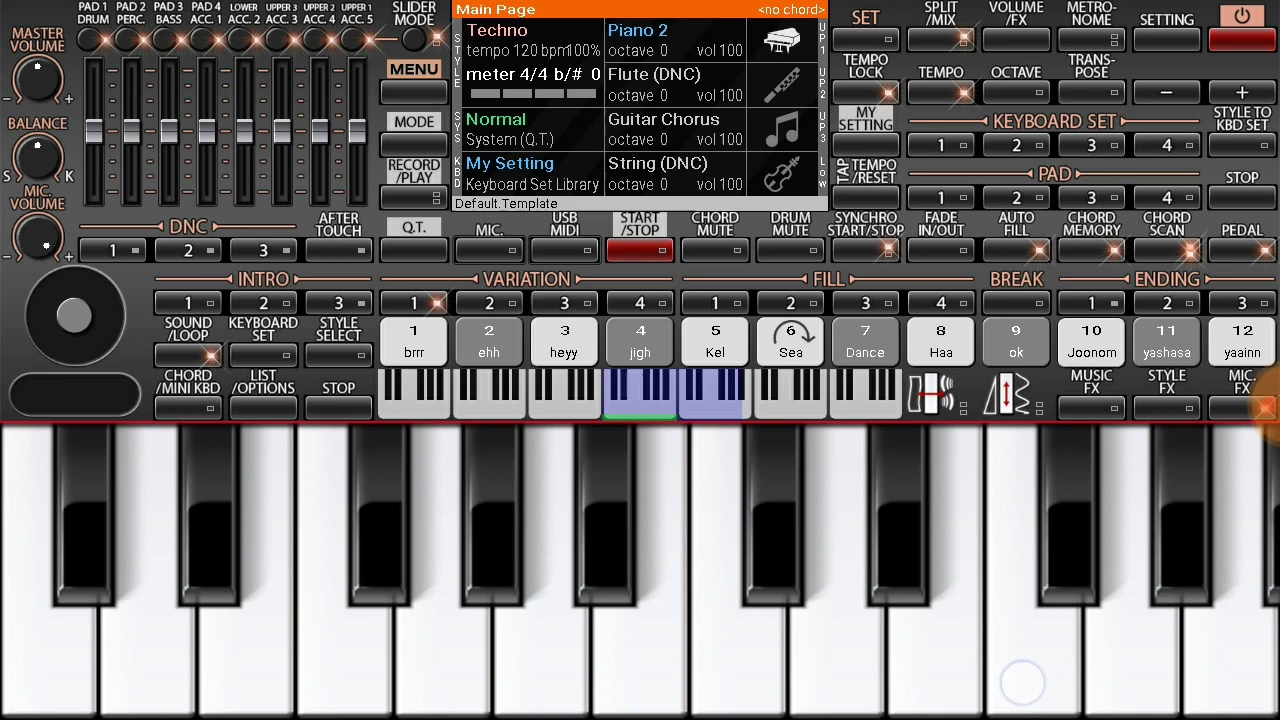 PAD 1 DRUM
PAD 2 PERC.
PAD 3 BASS
PAD 4 ACC. 1
LOWER ACC. 2
UPPER 3 ACC. 3
UPPER 2 ACC. 4
UPPER 1 ACC. 5
SLIDER MODE
MASTER VOLUME
- +
BALANCE
S K
MIC. VOLUME
- +
MENU
MODE
RECORD /PLAY
Main Page <no chord>
STYLE
Techno
tempo 120 bpm100%
meter 4/4 b/# 0
SYS
Normal
System (Q.T.)
KBD
My Setting
Keyboard Set Library
Piano 2
octave 0 vol 100
UP1
Flute (DNC)
octave 0 vol 100
UP2
Guitar Chorus
octave 0 vol 100
UP3
String (DNC)
octave 0 vol 100
Low
Default.Template
SET
SPLIT /MIX
VOLUME /FX
METRO- NOME
SETTING
TEMPO LOCK
TEMPO
OCTAVE
TRANS- POSE
− +
MY SETTING
KEYBOARD SET
STYLE TO KBD SET
1 2 3 4
TAP TEMPO /RESET
PAD
STOP
1 2 3 4
DNC
AFTER TOUCH
Q.T.
MIC.
USB MIDI
START /STOP
CHORD MUTE
DRUM MUTE
SYNCHRO START/STOP
FADE IN/OUT
AUTO FILL
CHORD MEMORY
CHORD SCAN
PEDAL
1 2 3
INTRO
VARIATION
FILL
BREAK
ENDING
1 2 3
1 2 3 4
1 2 3 4
1 2 3
SOUND /LOOP
KEYBOARD SET
STYLE SELECT
1 brrr
2 ehh
3 heyy
4 jigh
5 Kel
6 Sea
7 Dance
8 Haa
9 ok
10 Joonom
11 yashasa
12 yaainn
CHORD /MINI KBD
LIST /OPTIONS
STOP
MUSIC FX
STYLE FX
MIC. FX